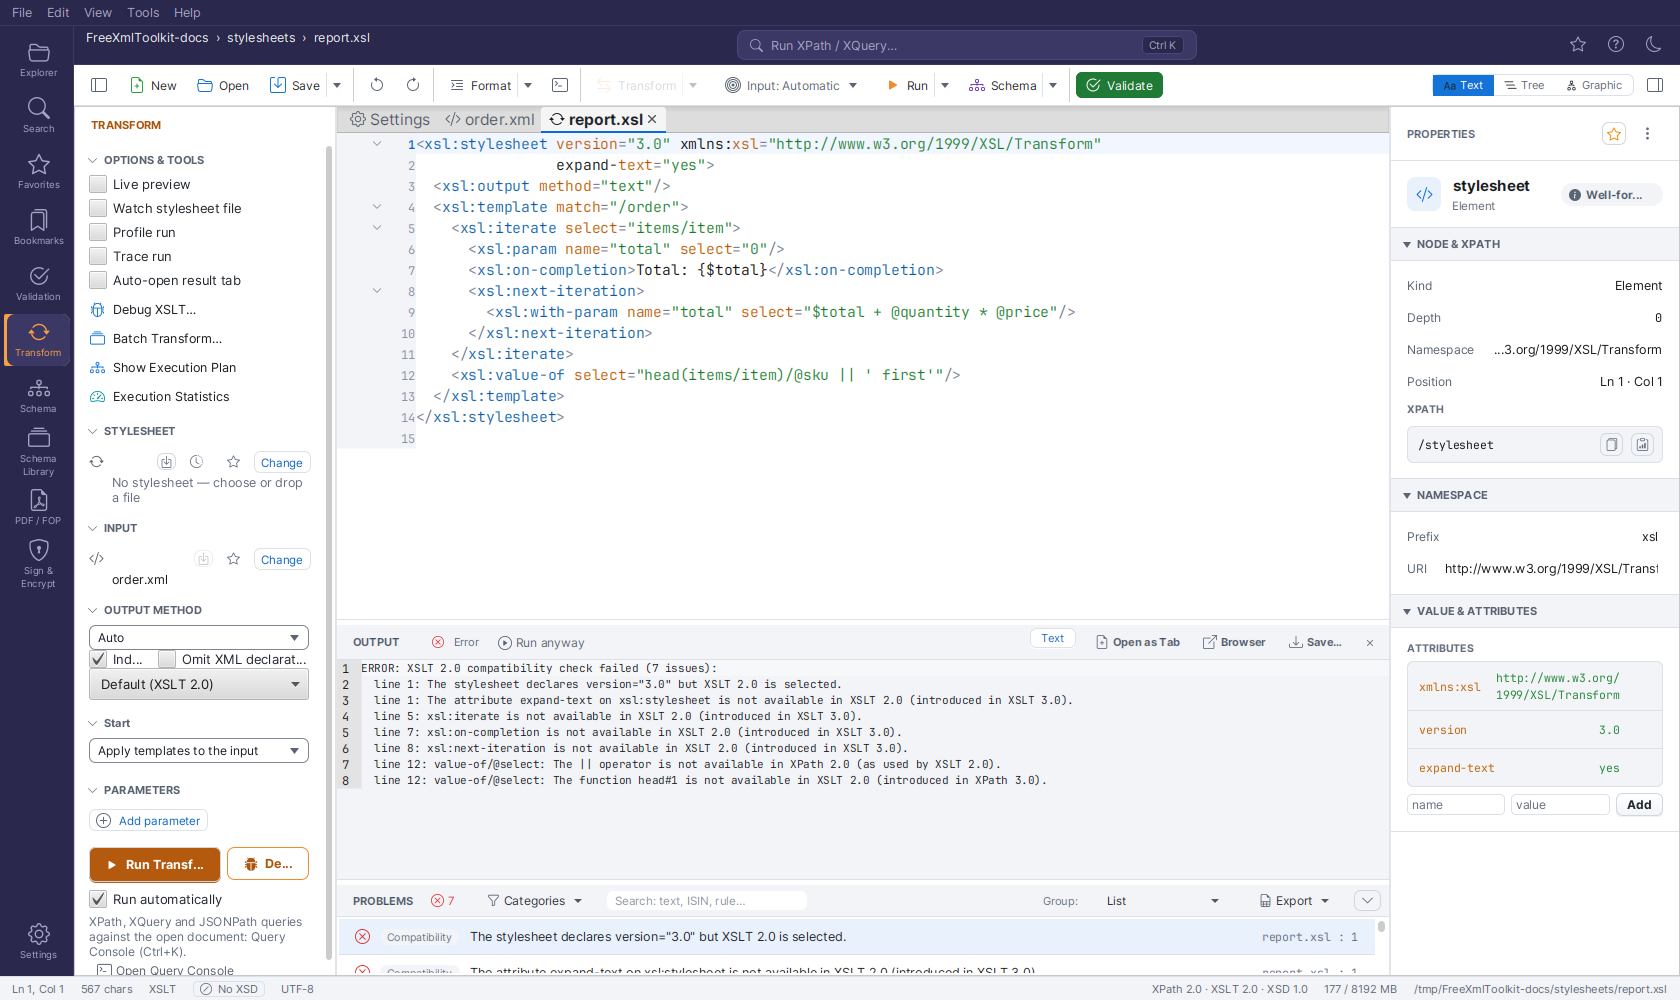 File Edit View Tools Help
FreeXmlToolkit-docs › stylesheets › report.xsl
Run XPath / XQuery... Ctrl K
New Open Save Format Transform Input: Automatic Run Schema Validate Aa Text Tree Graphic
Explorer
Search
Favorites
Bookmarks
Validation
Transform
Schema
Schema
Library
PDF / FOP
Sign &
Encrypt
Settings
TRANSFORM
OPTIONS & TOOLS
Live preview
Watch stylesheet file
Profile run
Trace run
Auto-open result tab
Debug XSLT...
Batch Transform...
Show Execution Plan
Execution Statistics
STYLESHEET
Change
No stylesheet — choose or drop
a file
INPUT
Change
order.xml
OUTPUT METHOD
Auto
Ind... Omit XML declarat...
Default (XSLT 2.0)
Start
Apply templates to the input
PARAMETERS
Add parameter
Run Transf... De...
Run automatically
XPath, XQuery and JSONPath queries
against the open document: Query
Console (Ctrl+K).
Open Query Console
Settings order.xml report.xsl
1 <xsl:stylesheet version="3.0" xmlns:xsl="http://www.w3.org/1999/XSL/Transform"
2 expand-text="yes">
3 <xsl:output method="text"/>
4 <xsl:template match="/order">
5 <xsl:iterate select="items/item">
6 <xsl:param name="total" select="0"/>
7 <xsl:on-completion>Total: {$total}</xsl:on-completion>
8 <xsl:next-iteration>
9 <xsl:with-param name="total" select="$total + @quantity * @price"/>
10 </xsl:next-iteration>
11 </xsl:iterate>
12 <xsl:value-of select="head(items/item)/@sku || ' first'"/>
13 </xsl:template>
14 </xsl:stylesheet>
15
OUTPUT Error Run anyway Text Open as Tab Browser Save...
1 ERROR: XSLT 2.0 compatibility check failed (7 issues):
2 line 1: The stylesheet declares version="3.0" but XSLT 2.0 is selected.
3 line 1: The attribute expand-text on xsl:stylesheet is not available in XSLT 2.0 (introduced in XSLT 3.0).
4 line 5: xsl:iterate is not available in XSLT 2.0 (introduced in XSLT 3.0).
5 line 7: xsl:on-completion is not available in XSLT 2.0 (introduced in XSLT 3.0).
6 line 8: xsl:next-iteration is not available in XSLT 2.0 (introduced in XSLT 3.0).
7 line 12: value-of/@select: The || operator is not available in XPath 2.0 (as used by XSLT 2.0).
8 line 12: value-of/@select: The function head#1 is not available in XSLT 2.0 (introduced in XPath 3.0).
PROBLEMS 7 Categories Search: text, ISIN, rule... Group: List Export
Compatibility The stylesheet declares version="3.0" but XSLT 2.0 is selected. report.xsl : 1
Compatibility The attribute expand-text on xsl:stylesheet is not available in XSLT 2.0 (introduced in XSLT 3.0) report.xsl : 1
PROPERTIES
stylesheet
Element
Well-for...
NODE & XPATH
Kind Element
Depth 0
Namespace ...3.org/1999/XSL/Transform
Position Ln 1 · Col 1
XPATH
/stylesheet
NAMESPACE
Prefix xsl
URI http://www.w3.org/1999/XSL/Transf
VALUE & ATTRIBUTES
ATTRIBUTES
xmlns:xsl http://www.w3.org/
1999/XSL/Transform
version 3.0
expand-text yes
name value Add
Ln 1, Col 1 567 chars XSLT No XSD UTF-8 XPath 2.0 · XSLT 2.0 · XSD 1.0 177 / 8192 MB /tmp/FreeXmlToolkit-docs/stylesheets/report.xsl